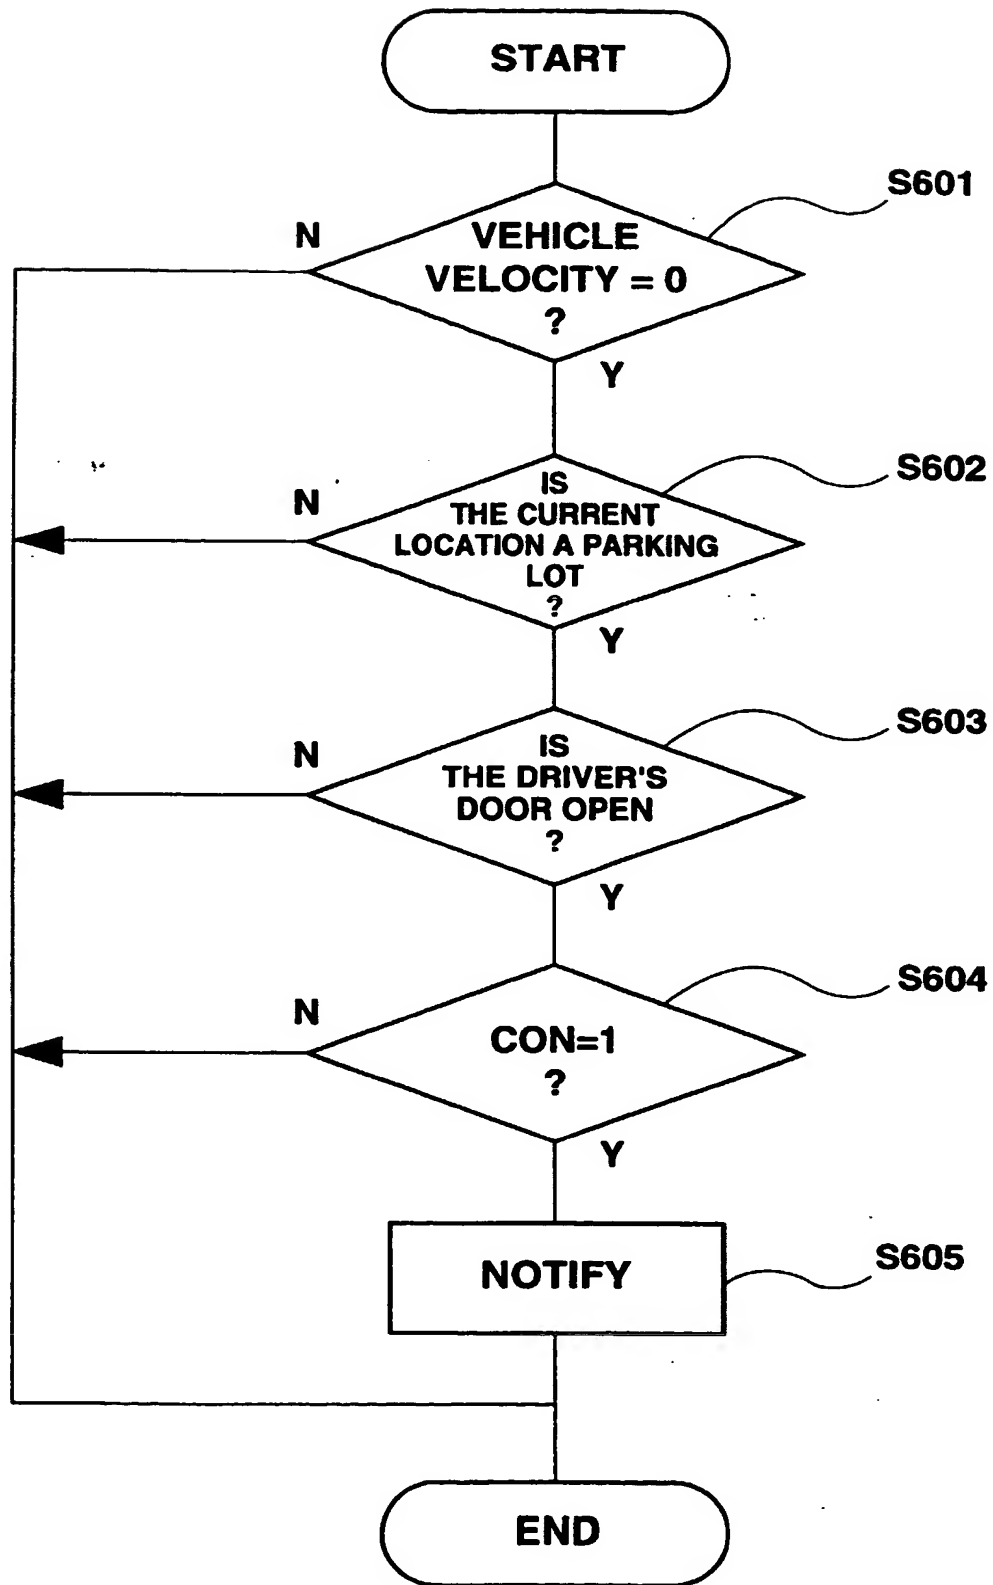 START
S601
N
VEHICLE
VELOCITY = 0
?
Y
S602
N
IS
THE CURRENT
LOCATION A PARKING
LOT
?
Y
S603
N
IS
THE DRIVER'S
DOOR OPEN
?
Y
S604
N
CON=1
?
Y
NOTIFY
S605
END